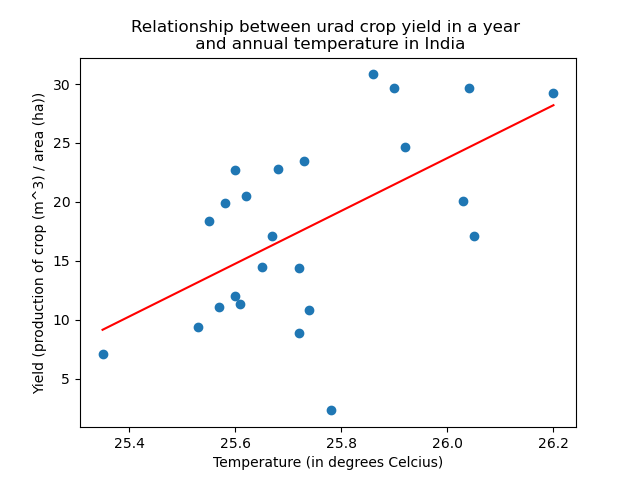 Relationship between urad crop yield in a year
and annual temperature in India
Yield (production of crop (m^3) / area (ha))
30
25
20
15
10
5
25.4 25.6 25.8 26.0 26.2
Temperature (in degrees Celcius)